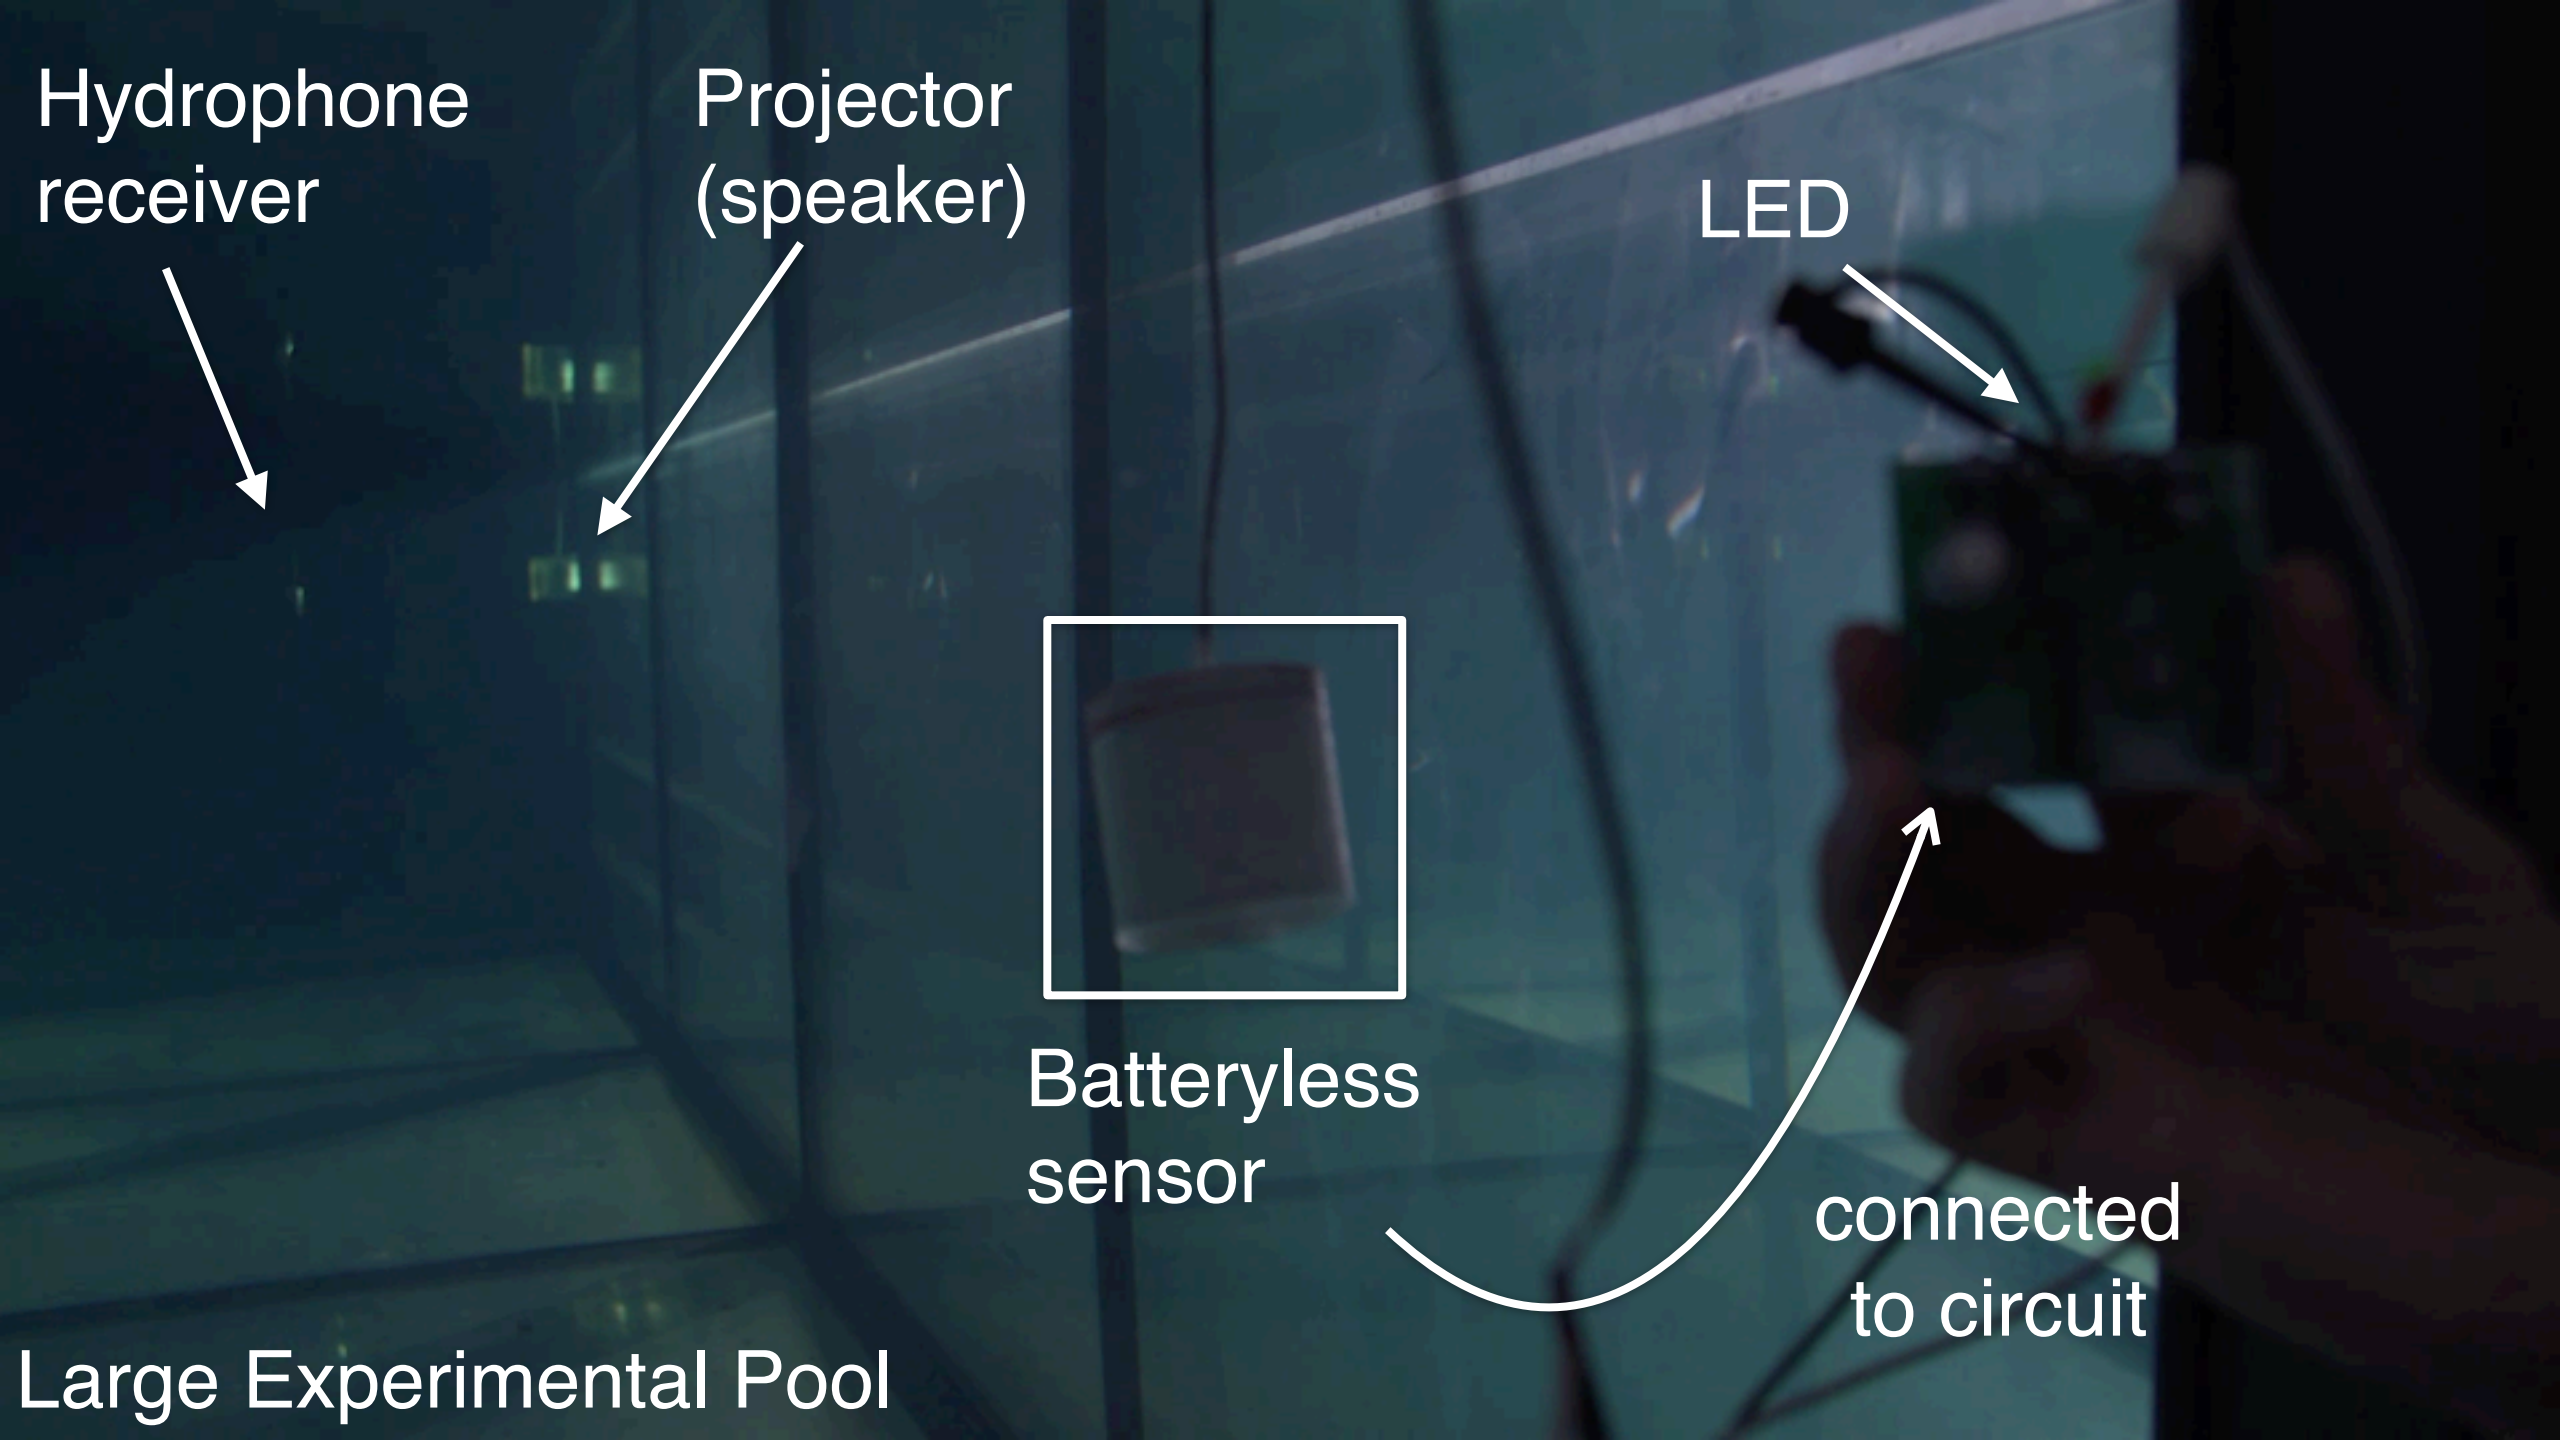 Hydrophone
receiver
Projector
(speaker)
LED
Batteryless
sensor
connected
to circuit
Large Experimental Pool